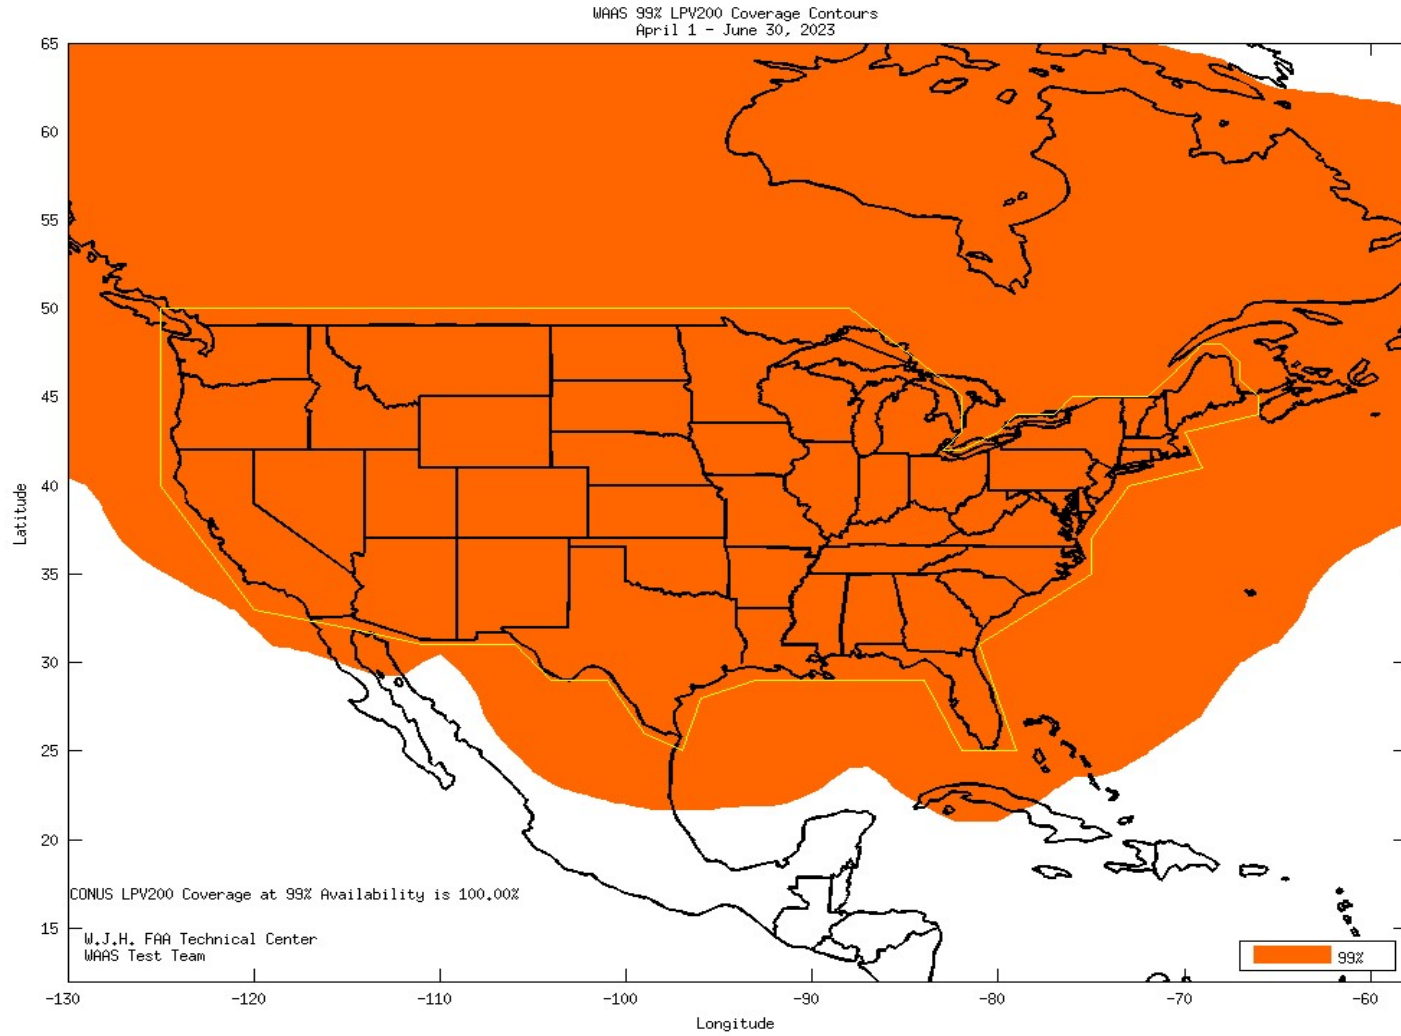 WAAS 99% LPV200 Coverage Contours
April 1 - June 30, 2023
65
60
55
50
45
40
35
30
25
20
15
Latitude
CONUS LPV200 Coverage at 99% Availability is 100.00%
W.J.H. FAA Technical Center
WAAS Test Team
99%
-130
-120
-110
-100
-90
-80
-70
-60
Longitude